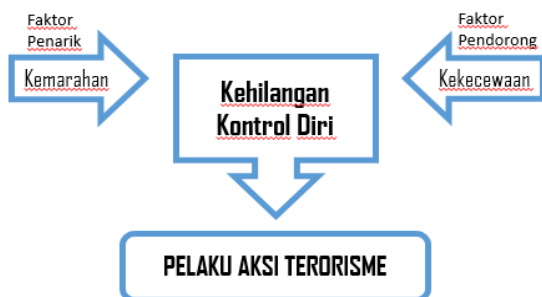 Faktor
Penarik
Kemarahan
Kehilangan
Kontrol Diri
Faktor
Pendorong
Kekecewaan
PELAKU AKSI TERORISME